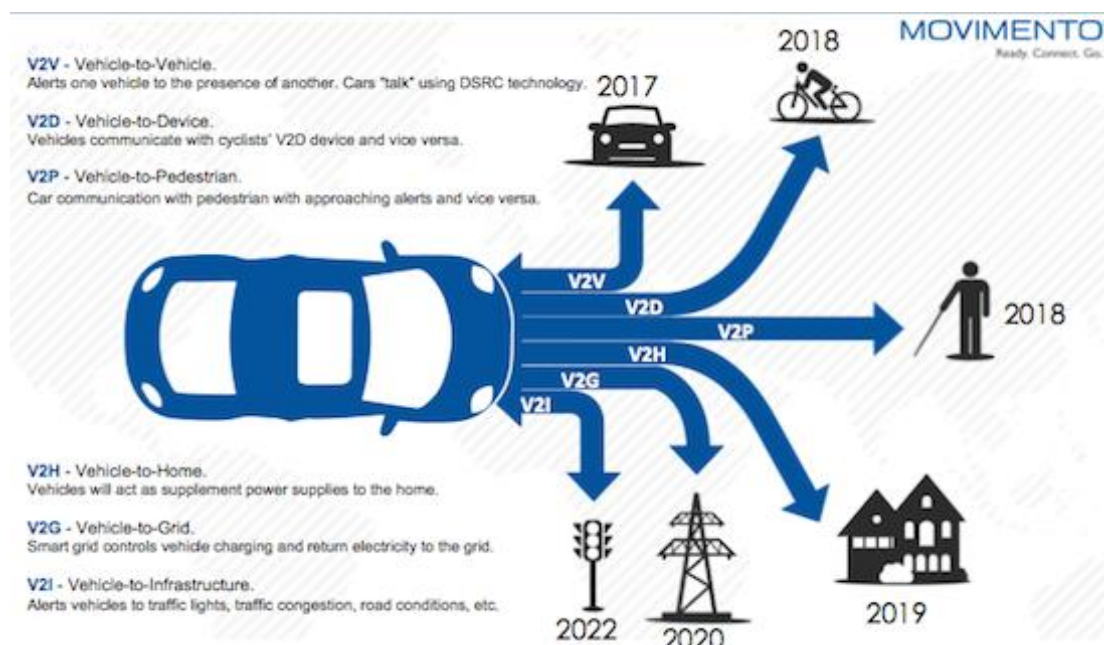 MOVIMENTO
Ready. Connect. Go.
V2V - Vehicle-to-Vehicle.
Alerts one vehicle to the presence of another. Cars "talk" using DSRC technology.
V2D - Vehicle-to-Device.
Vehicles communicate with cyclists' V2D device and vice versa.
V2P - Vehicle-to-Pedestrian.
Car communication with pedestrian with approaching alerts and vice versa.
2017
2018
V2V
V2D
V2P
2018
V2H
V2G
V2I
V2H - Vehicle-to-Home.
Vehicles will act as supplement power supplies to the home.
V2G - Vehicle-to-Grid.
Smart grid controls vehicle charging and return electricity to the grid.
V2I - Vehicle-to-Infrastructure.
Alerts vehicles to traffic lights, traffic congestion, road conditions, etc.
2022
2020
2019